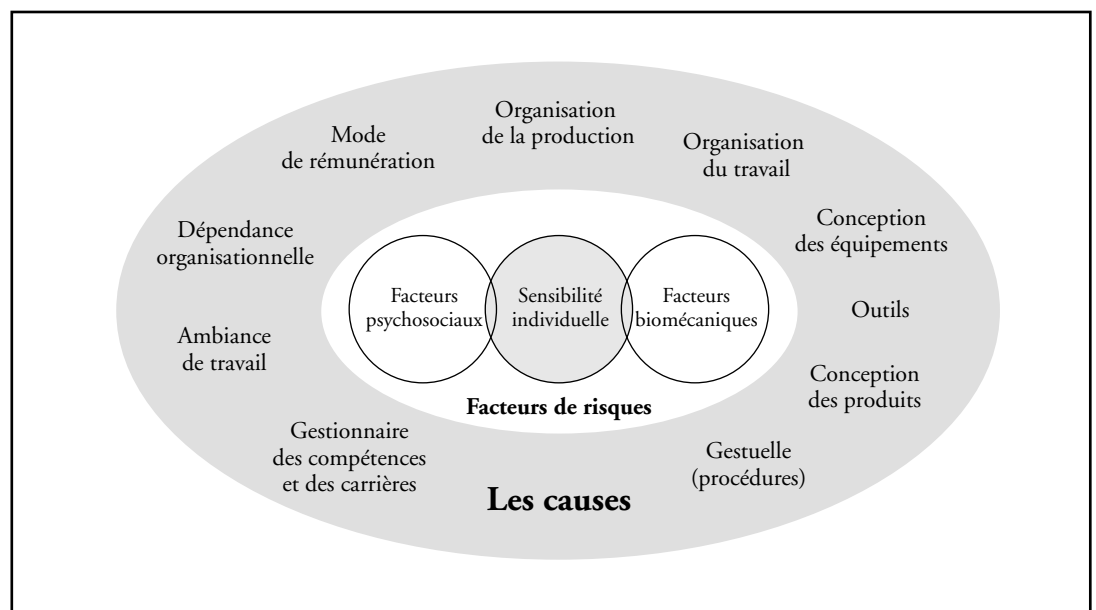 Organisation
de la production
Mode
de rémunération
Organisation
du travail
Dépendance
organisationnelle
Conception
des équipements
Facteurs
psychosociaux
Sensibilité
individuelle
Facteurs
biomécaniques
Outils
Ambiance
de travail
Conception
des produits
Facteurs de risques
Gestionnaire
des compétences
et des carrières
Gestuelle
(procédures)
Les causes